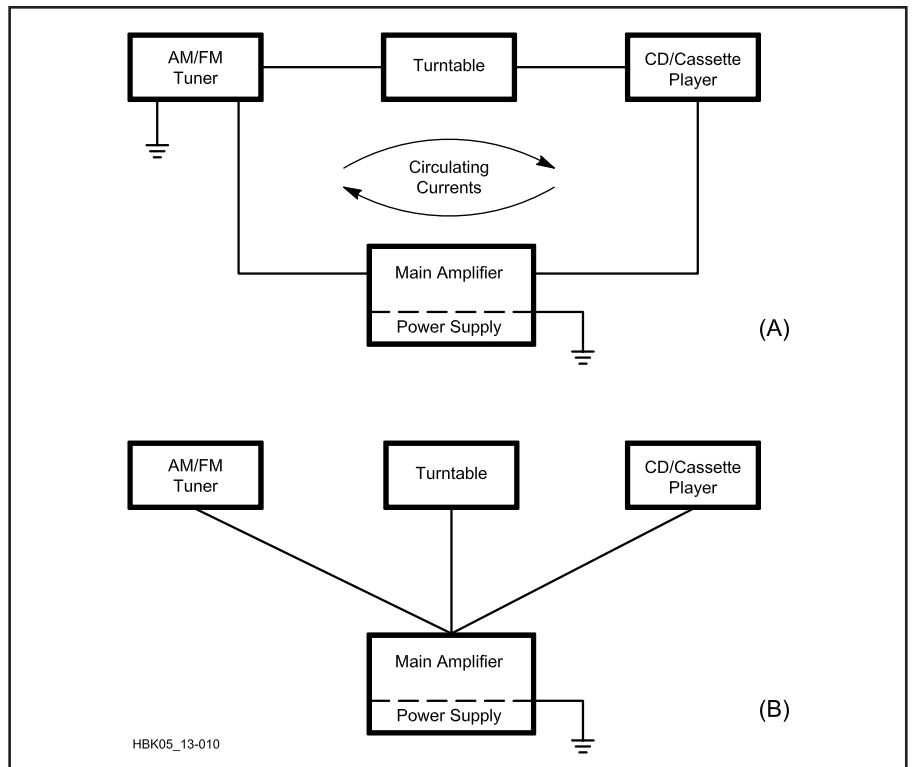 AM/FM
Tuner
Turntable
CD/Cassette
Player
Circulating
Currents
Main Amplifier
Power Supply
(A)
AM/FM
Tuner
Turntable
CD/Cassette
Player
Main Amplifier
Power Supply
(B)
HBK05_13-010